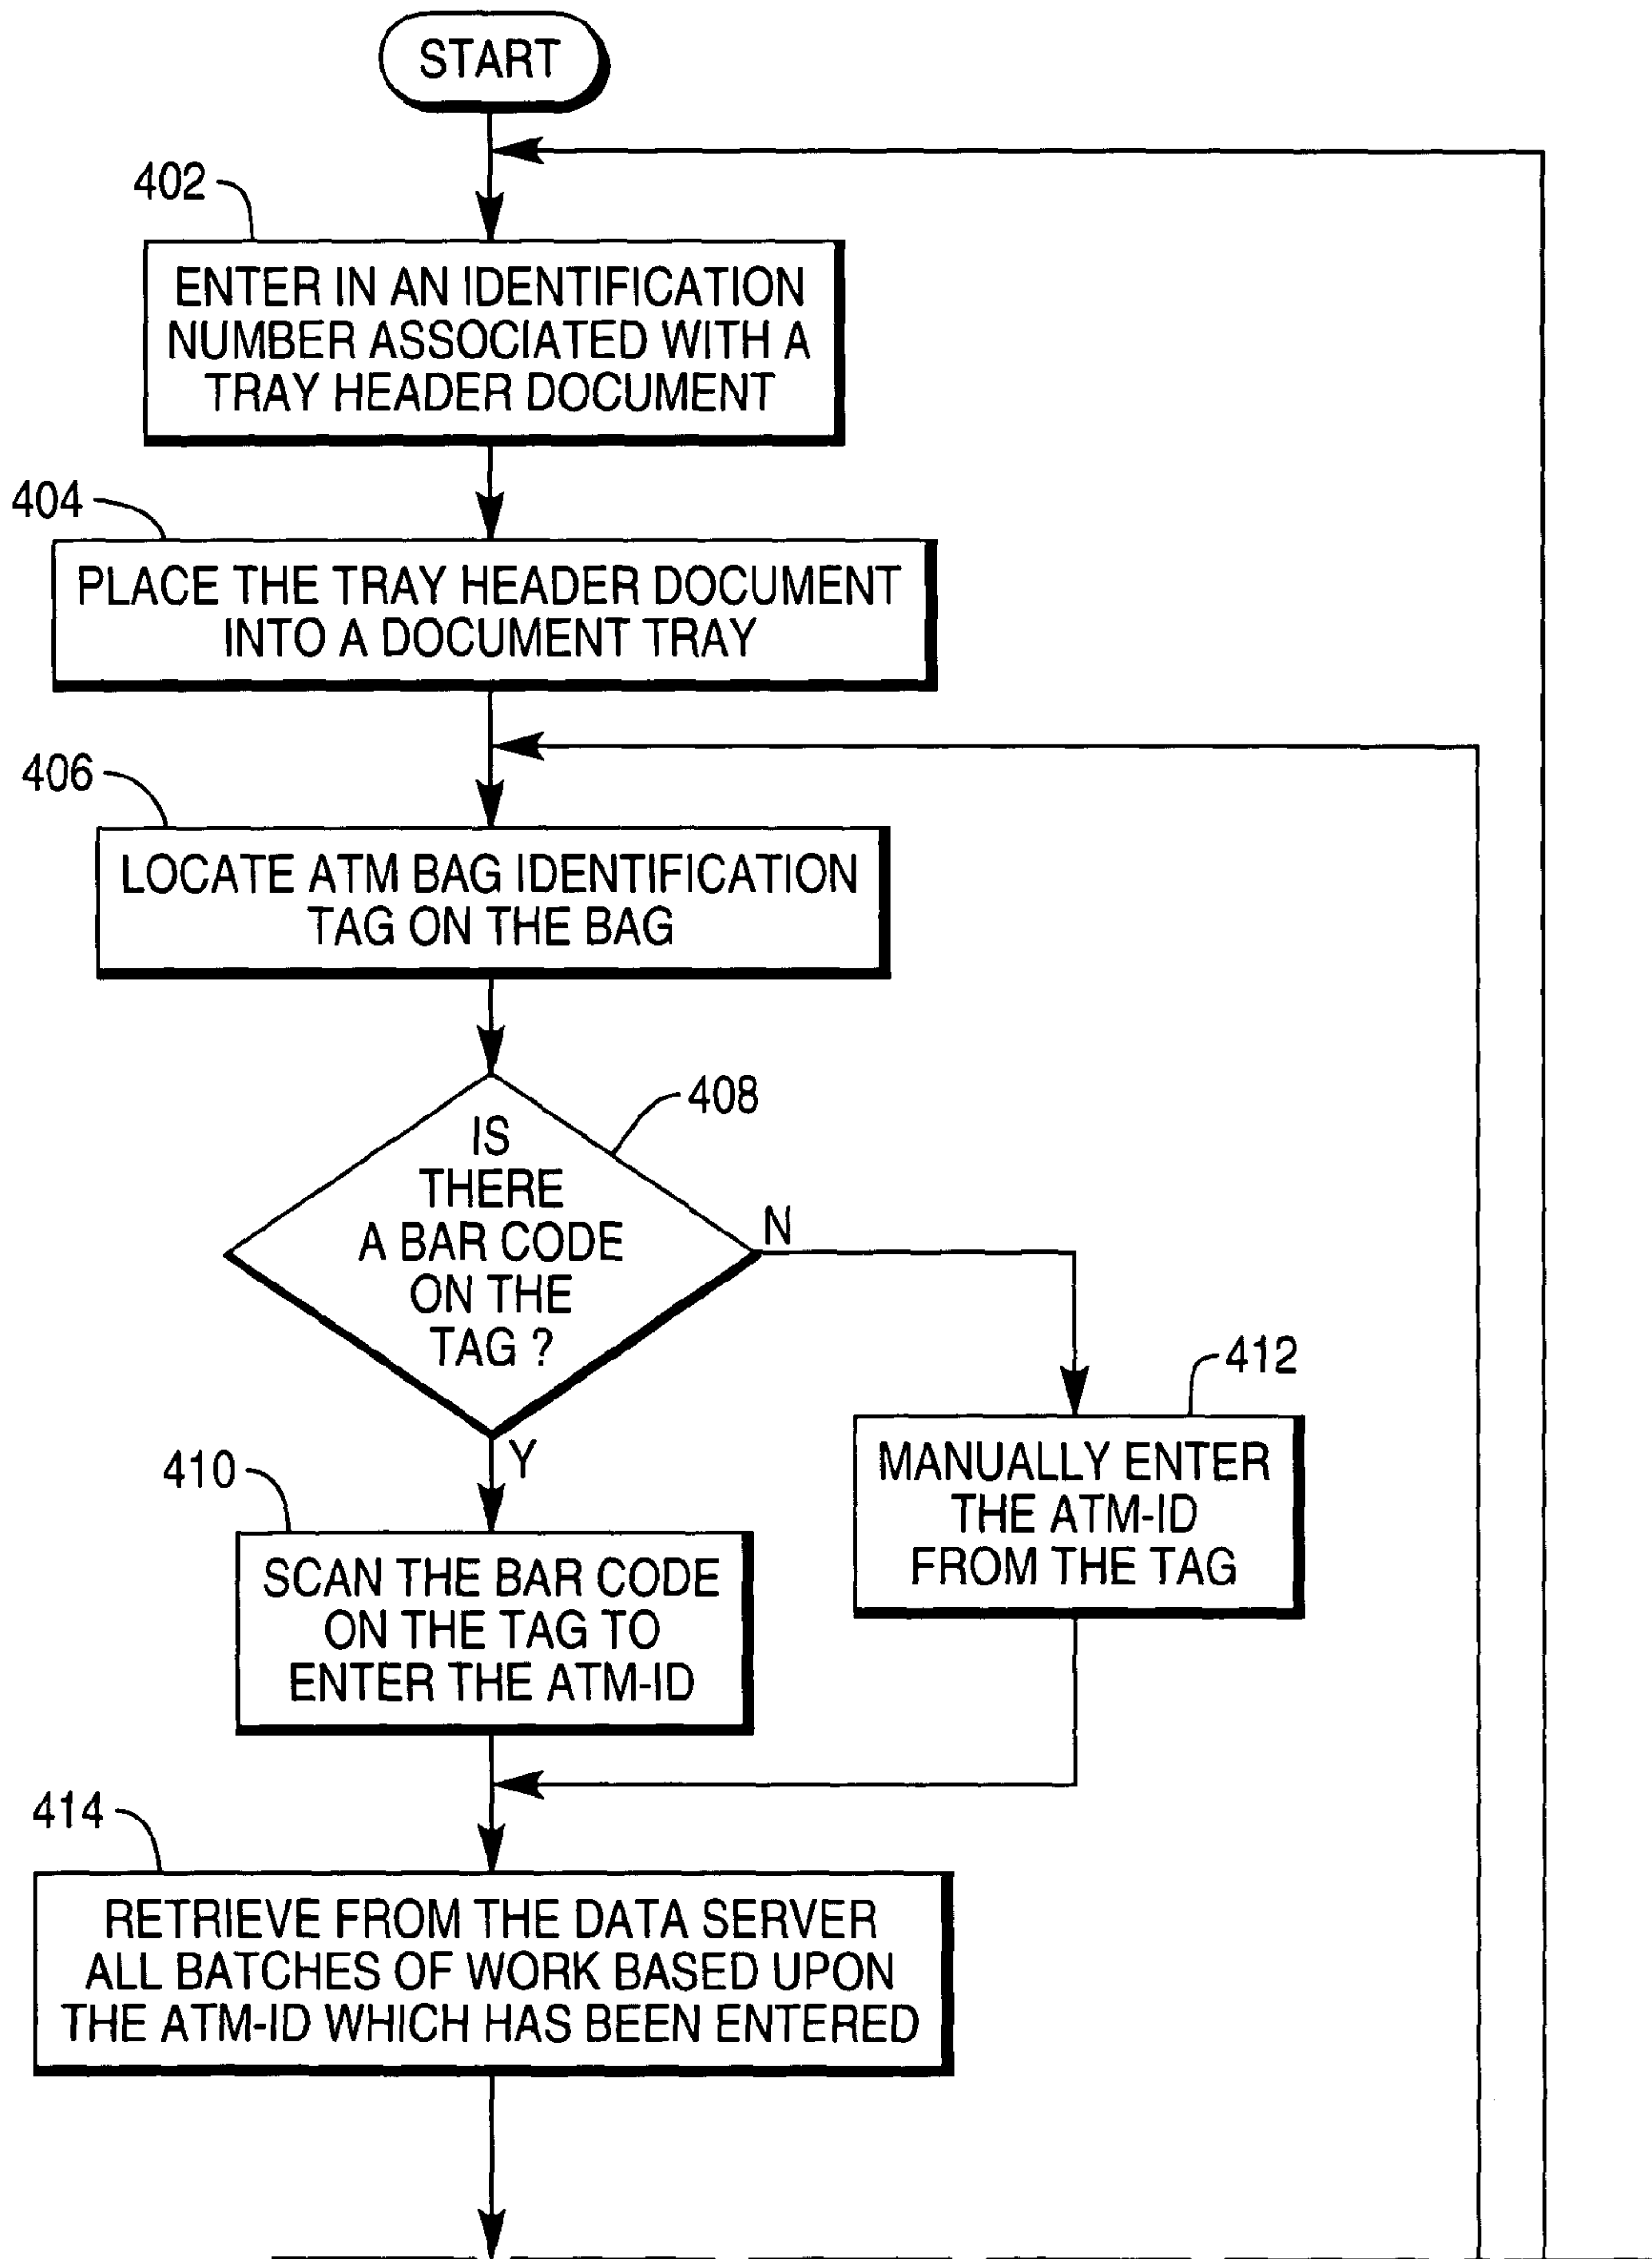 START
402
ENTER IN AN IDENTIFICATION
NUMBER ASSOCIATED WITH A
TRAY HEADER DOCUMENT
404
PLACE THE TRAY HEADER DOCUMENT
INTO A DOCUMENT TRAY
406
LOCATE ATM BAG IDENTIFICATION
TAG ON THE BAG
408
IS
THERE
A BAR CODE
ON THE
TAG ?
N
Y
412
MANUALLY ENTER
THE ATM-ID
FROM THE TAG
410
SCAN THE BAR CODE
ON THE TAG TO
ENTER THE ATM-ID
414
RETRIEVE FROM THE DATA SERVER
ALL BATCHES OF WORK BASED UPON
THE ATM-ID WHICH HAS BEEN ENTERED